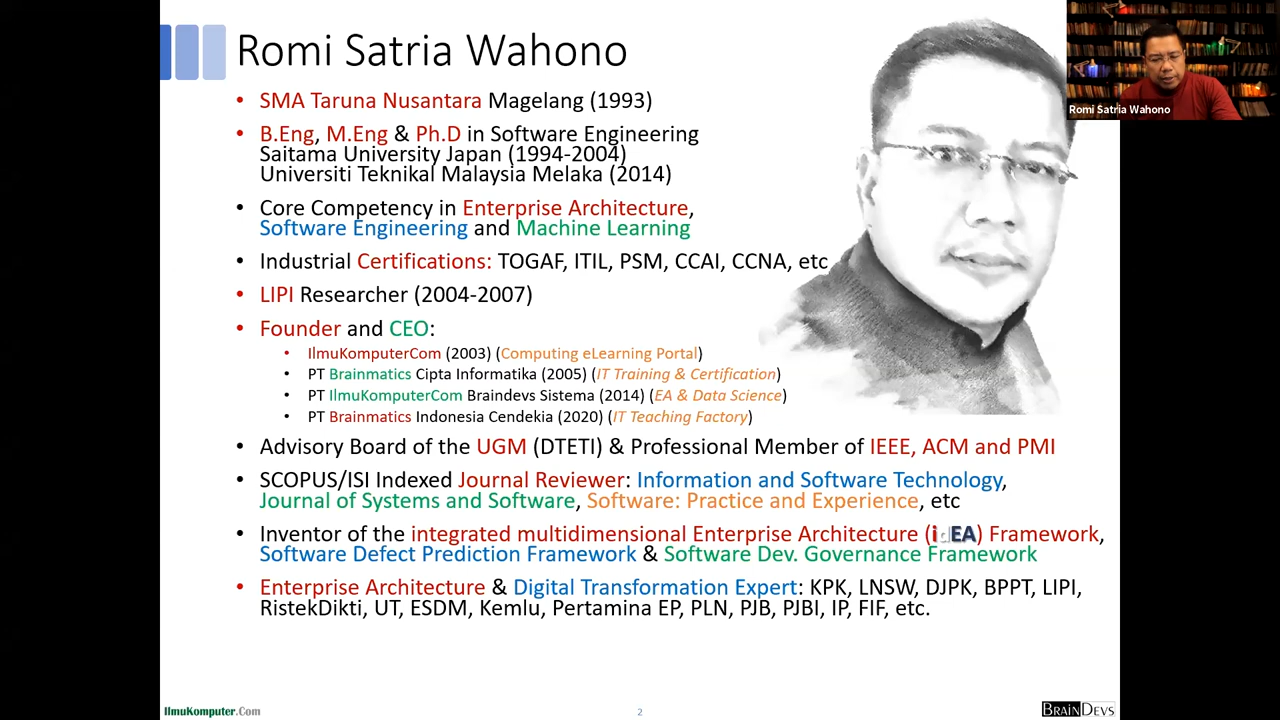 Romi Satria Wahono
Romi Satria Wahono
• SMA Taruna Nusantara Magelang (1993)
• B.Eng, M.Eng & Ph.D in Software Engineering
Saitama University Japan (1994-2004)
Universiti Teknikal Malaysia Melaka (2014)
• Core Competency in Enterprise Architecture,
Software Engineering and Machine Learning
• Industrial Certifications: TOGAF, ITIL, PSM, CCAI, CCNA, etc
• LIPI Researcher (2004-2007)
• Founder and CEO:
• IlmuKomputerCom (2003) (Computing eLearning Portal)
• PT Brainmatics Cipta Informatika (2005) (IT Training & Certification)
• PT IlmuKomputerCom Braindevs Sistema (2014) (EA & Data Science)
• PT Brainmatics Indonesia Cendekia (2020) (IT Teaching Factory)
• Advisory Board of the UGM (DTETI) & Professional Member of IEEE, ACM and PMI
• SCOPUS/ISI Indexed Journal Reviewer: Information and Software Technology,
Journal of Systems and Software, Software: Practice and Experience, etc
• Inventor of the integrated multidimensional Enterprise Architecture (idEA) Framework,
Software Defect Prediction Framework & Software Dev. Governance Framework
• Enterprise Architecture & Digital Transformation Expert: KPK, LNSW, DJPK, BPPT, LIPI,
RistekDikti, UT, ESDM, Kemlu, Pertamina EP, PLN, PJB, PJBI, IP, FIF, etc.
IlmuKomputer.Com
2
BRAINDEVS